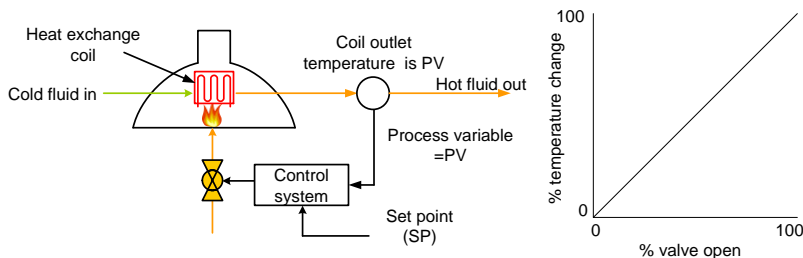 Heat exchange
coil
Cold fluid in
Coil outlet
temperature is PV
Hot fluid out
Process variable
=PV
Control
system
Set point
(SP)
100
% temperature change
0
0
100
% valve open